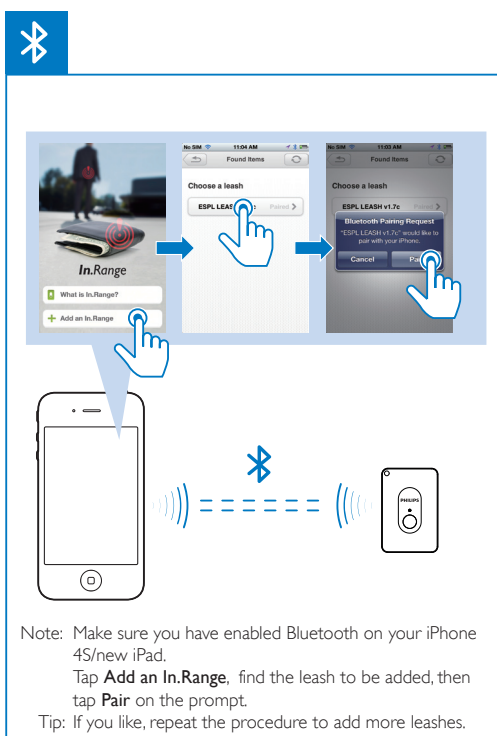 In.Range
What is In.Range?
Add an In.Range
No SIM 11:04 AM
Found Items
Choose a leash
ESPL LEAS Paired
No SIM 11:03 AM
Found Items
Choose a leash
ESPL LEASH v1.7c Paired
Bluetooth Pairing Request
"ESPL LEASH v1.7c" would like to
pair with your iPhone.
Cancel
PHILIPS
Note: Make sure you have enabled Bluetooth on your iPhone
4S/new iPad.
Tap Add an In.Range, find the leash to be added, then
tap Pair on the prompt.
Tip: If you like, repeat the procedure to add more leashes.